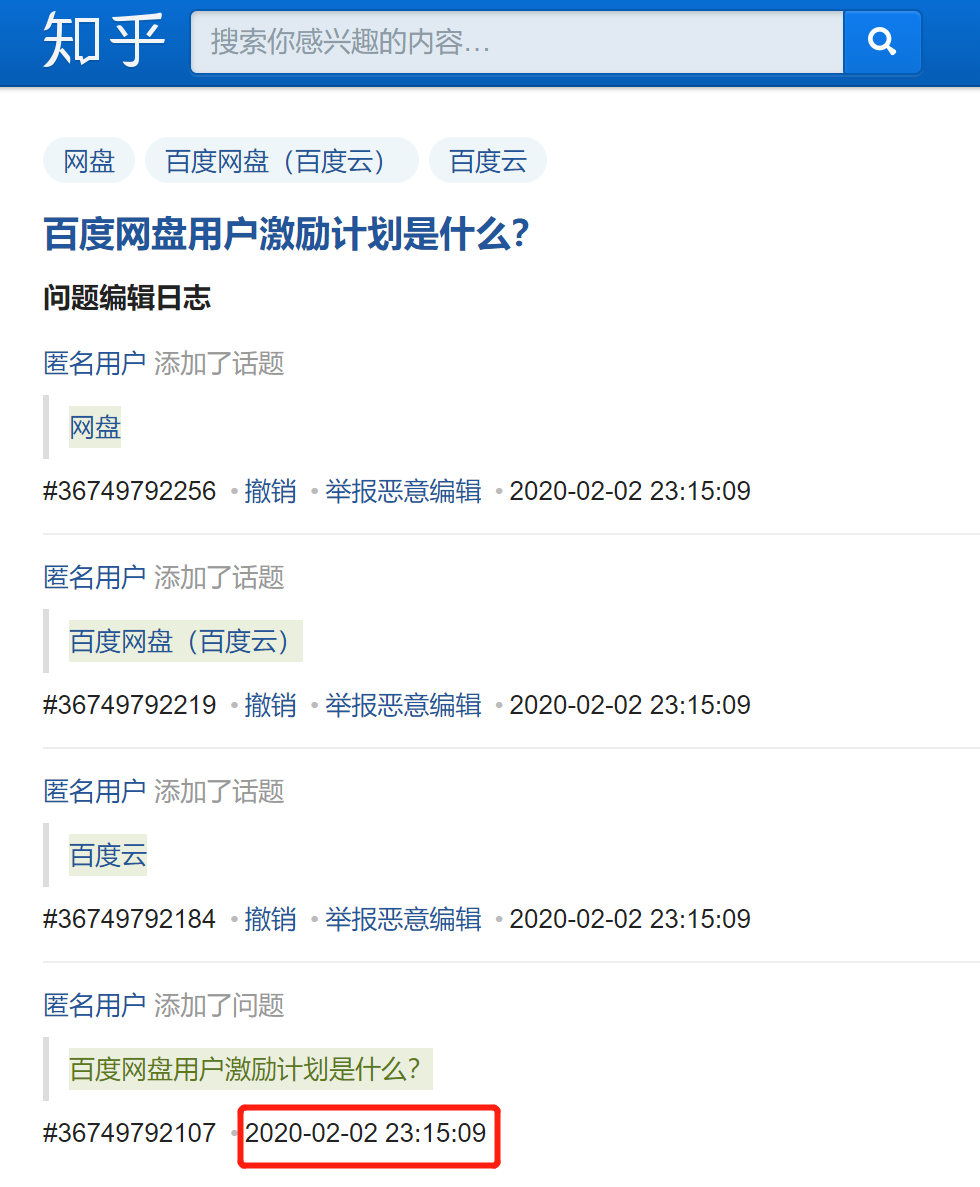 知乎 搜索你感兴趣的内容…
网盘 百度网盘（百度云） 百度云
百度网盘用户激励计划是什么？
问题编辑日志
匿名用户 添加了话题
网盘
#36749792256 •撤销 •举报恶意编辑 •2020-02-02 23:15:09
匿名用户 添加了话题
百度网盘（百度云）
#36749792219 •撤销 •举报恶意编辑 •2020-02-02 23:15:09
匿名用户 添加了话题
百度云
#36749792184 •撤销 •举报恶意编辑 •2020-02-02 23:15:09
匿名用户 添加了问题
百度网盘用户激励计划是什么？
#36749792107 •2020-02-02 23:15:09